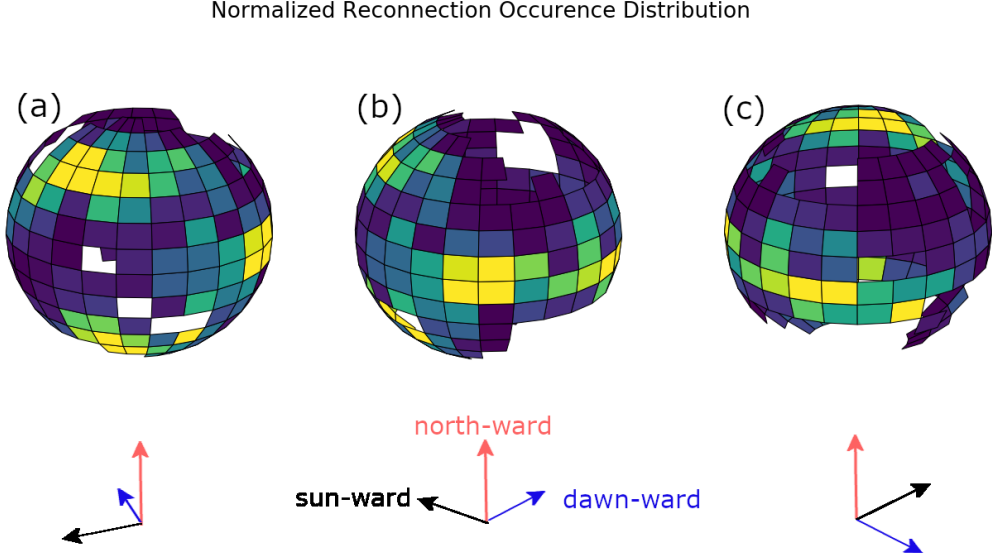 Normalized Reconnection Occurence Distribution
(a)
(b)
(c)
north-ward
sun-ward
dawn-ward